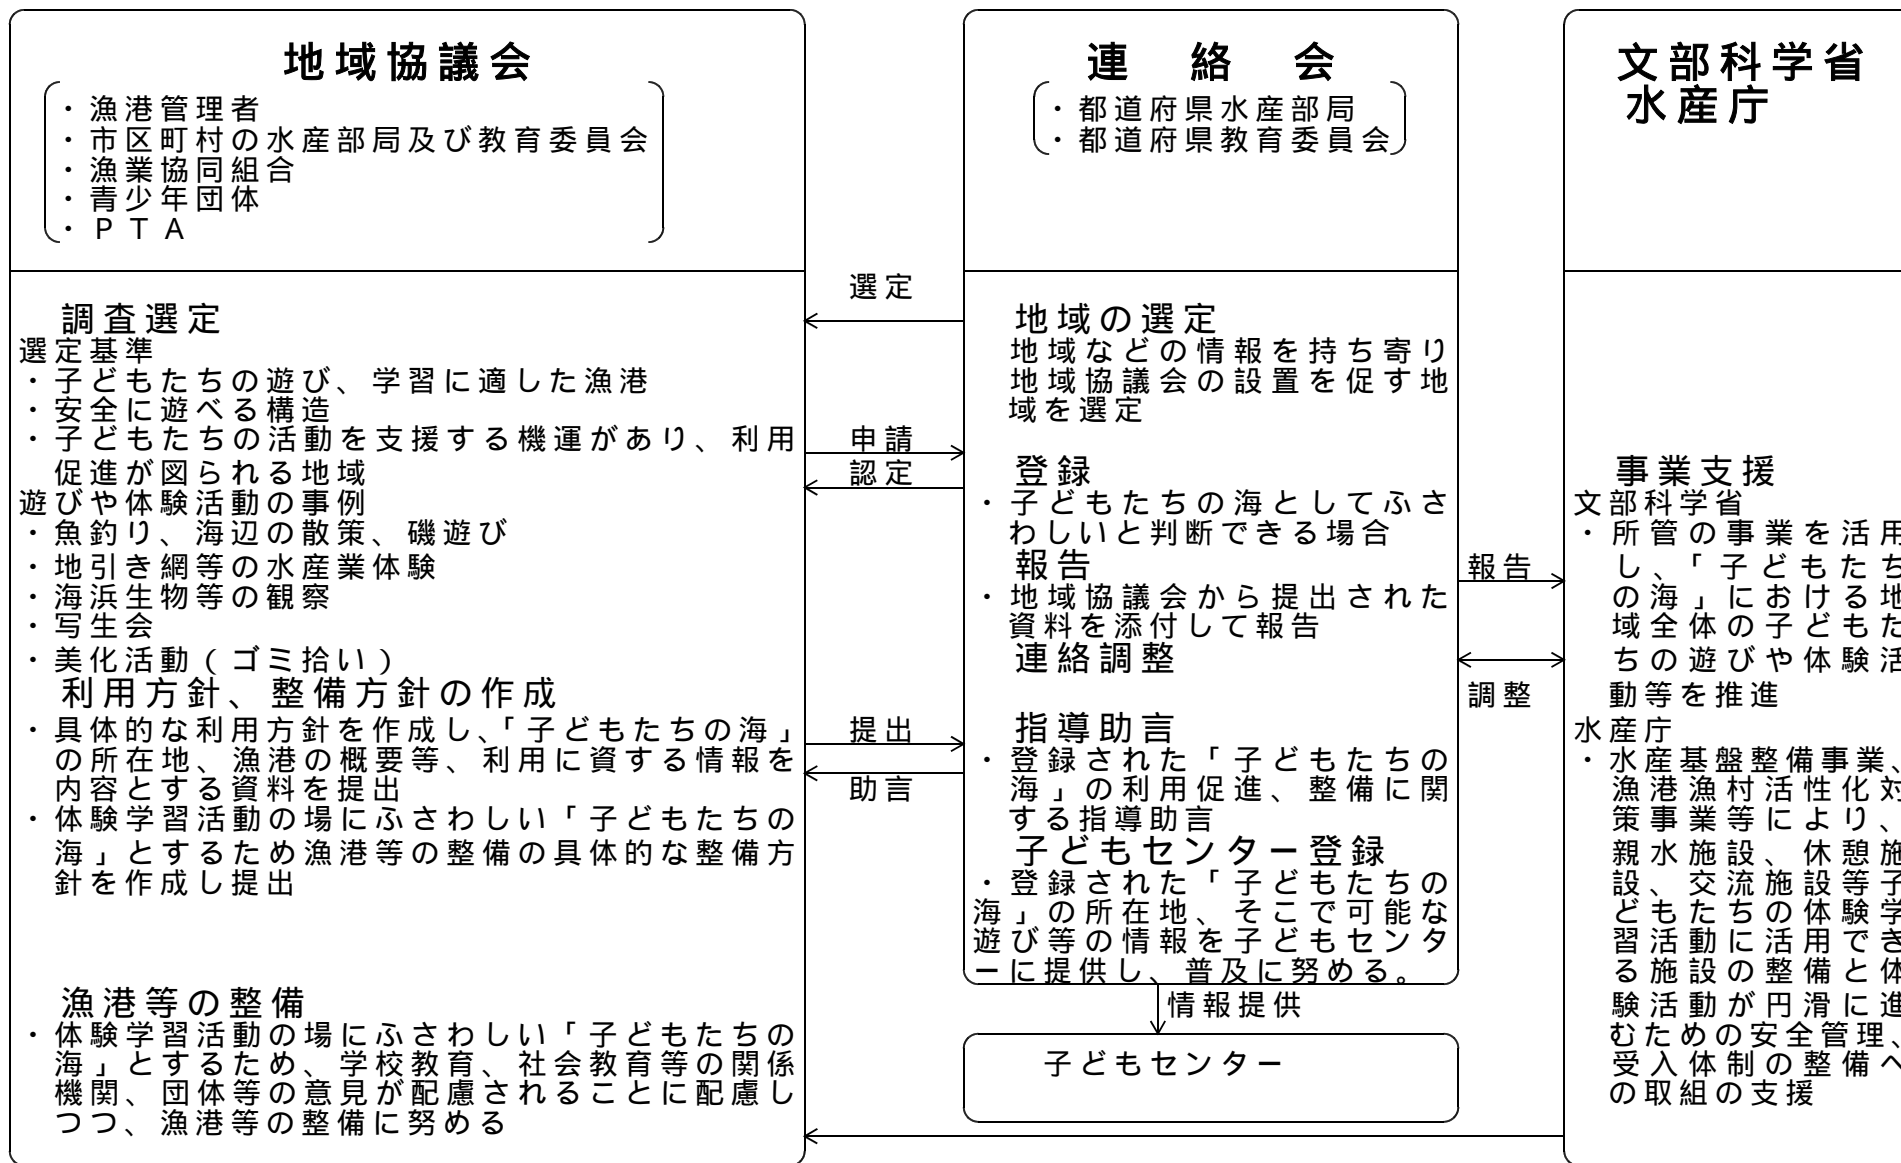 地域協議会
・漁港管理者
・市区町村の水産部局及び教育委員会
・漁業協同組合
・青少年団体
・ＰＴＡ
調査選定
選定基準
・子どもたちの遊び、学習に適した漁港
・安全に遊べる構造
・子どもたちの活動を支援する機運があり、利用
促進が図られる地域
遊びや体験活動の事例
・魚釣り、海辺の散策、磯遊び
・地引き網等の水産業体験
・海浜生物等の観察
・写生会
・美化活動（ゴミ拾い）
利用方針、整備方針の作成
・具体的な利用方針を作成し、「子どもたちの海」
の所在地、漁港の概要等、利用に資する情報を
内容とする資料を提出
・体験学習活動の場にふさわしい「子どもたちの
海」とするため漁港等の整備の具体的な整備方
針を作成し提出
漁港等の整備
・体験学習活動の場にふさわしい「子どもたちの
海」とするため、学校教育、社会教育等の関係
機関、団体等の意見が配慮されることに配慮し
つつ、漁港等の整備に努める
選定
申請
認定
提出
助言
連絡会
・都道府県水産部局
・都道府県教育委員会
地域の選定
地域などの情報を持ち寄り
地域協議会の設置を促す地
域を選定
登録
・子どもたちの海としてふさ
わしいと判断できる場合
報告
・地域協議会から提出された
資料を添付して報告
連絡調整
指導助言
・登録された「子どもたちの
海」の利用促進、整備に関
する指導助言
子どもセンター登録
・登録された「子どもたちの
海」の所在地、そこで可能な
遊び等の情報を子どもセンタ
ーに提供し、普及に努める。
情報提供
子どもセンター
報告
調整
文部科学省
水産庁
事業支援
文部科学省
・所管の事業を活用
し、「子どもたち
の海」における地
域全体の子どもた
ちの遊びや体験活
動等を推進
水産庁
・水産基盤整備事業、
漁港漁村活性化対
策事業等により、
親水施設、休憩施
設、交流施設等子
どもたちの体験学
習活動に活用でき
る施設の整備と体
験活動が円滑に進
むための安全管理、
受入体制の整備へ
の取組の支援